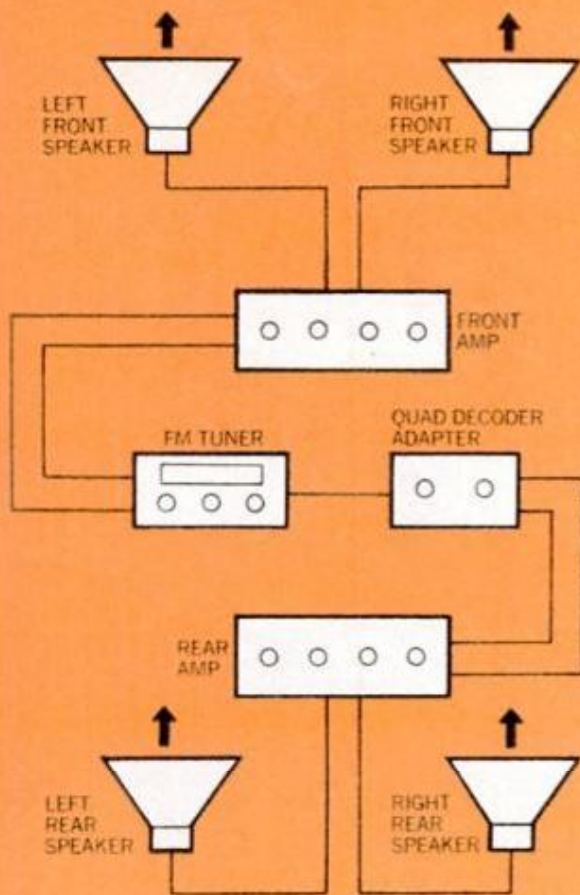 LEFT
FRONT
SPEAKER
RIGHT
FRONT
SPEAKER
FRONT
AMP
FM TUNER
QUAD DECODER
ADAPTER
REAR
AMP
LEFT
REAR
SPEAKER
RIGHT
REAR
SPEAKER